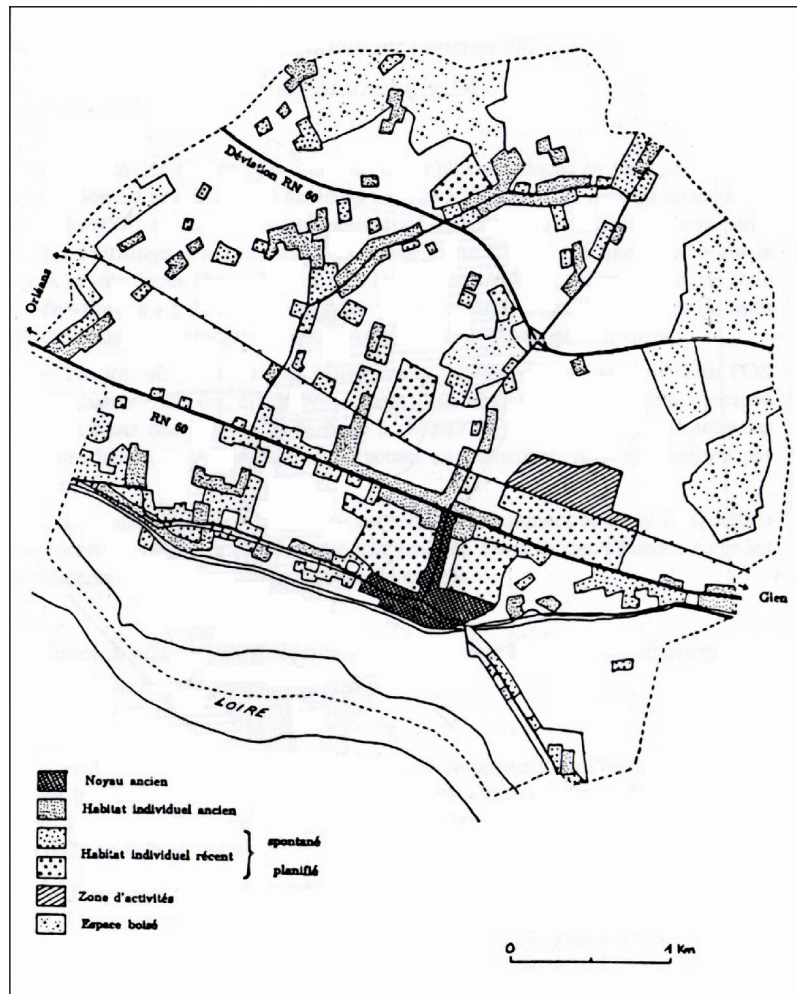 Déviation RN 60
Orléans
RN 60
Gien
LOIRE
Noyau ancien
Habitat individuel ancien
Habitat individuel récent
spontané
planifié
Zone d'activités
Espace boisé
0 1 Km